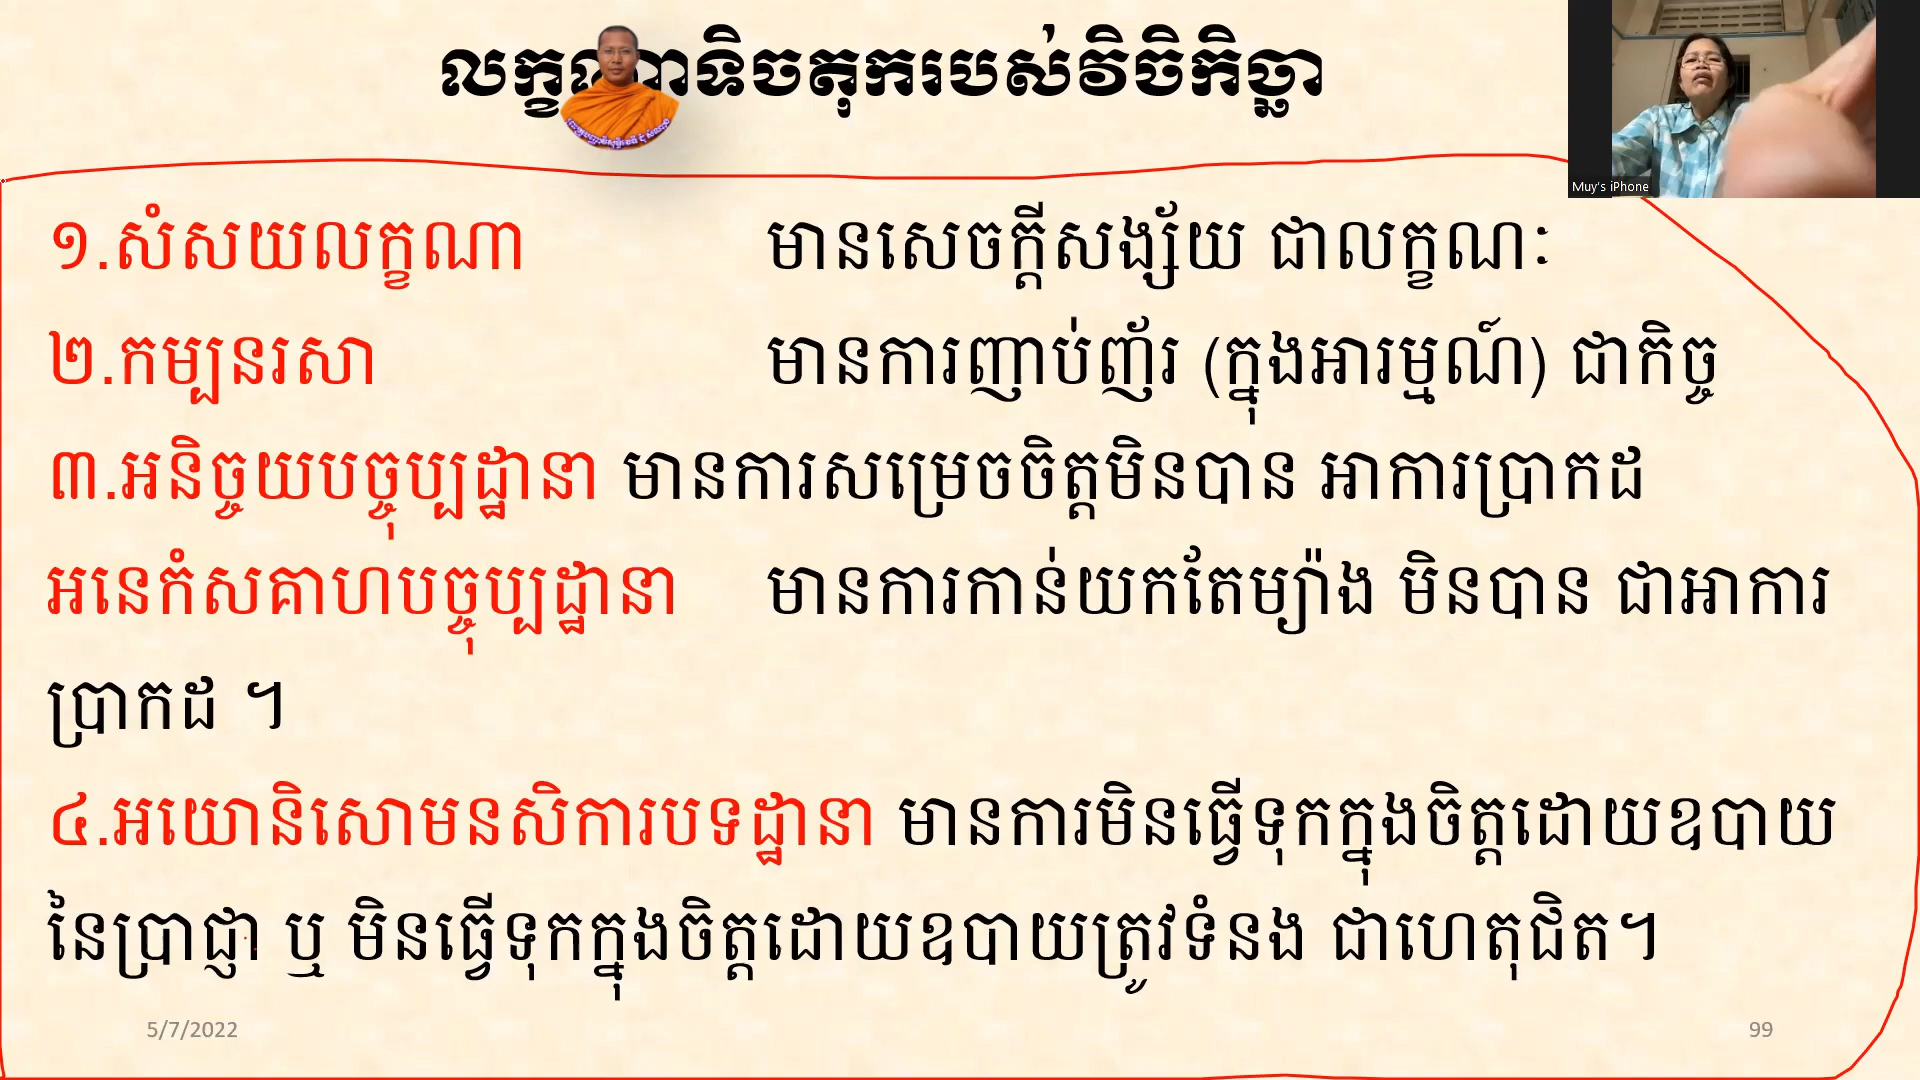 លក្ខណាទិចតុករបស់វិចិកិច្ឆា
Muy's iPhone
១.សំសយលក្ខណា មានសេចក្ដីសង្ស័យ ជាលក្ខណៈ
២.កម្បនរសា មានការញាប់ញ័រ (ក្នុងអារម្មណ៍) ជាកិច្ច
៣.អនិច្ចយបច្ចុប្បដ្ឋានា មានការសម្រេចចិត្តមិនបាន អាការប្រាកដ
អនេកំសគាហបច្ចុប្បដ្ឋានា មានការកាន់យកតែម្យ៉ាង មិនបាន ជាអាការ
ប្រាកដ ។
៤.អយោនិសោមនសិការបទដ្ឋានា មានការមិនធ្វើទុកក្នុងចិត្តដោយឧបាយ
នៃប្រាជ្ញា ឬ មិនធ្វើទុកក្នុងចិត្តដោយឧបាយត្រូវទំនង ជាហេតុជិត។
5/7/2022
99